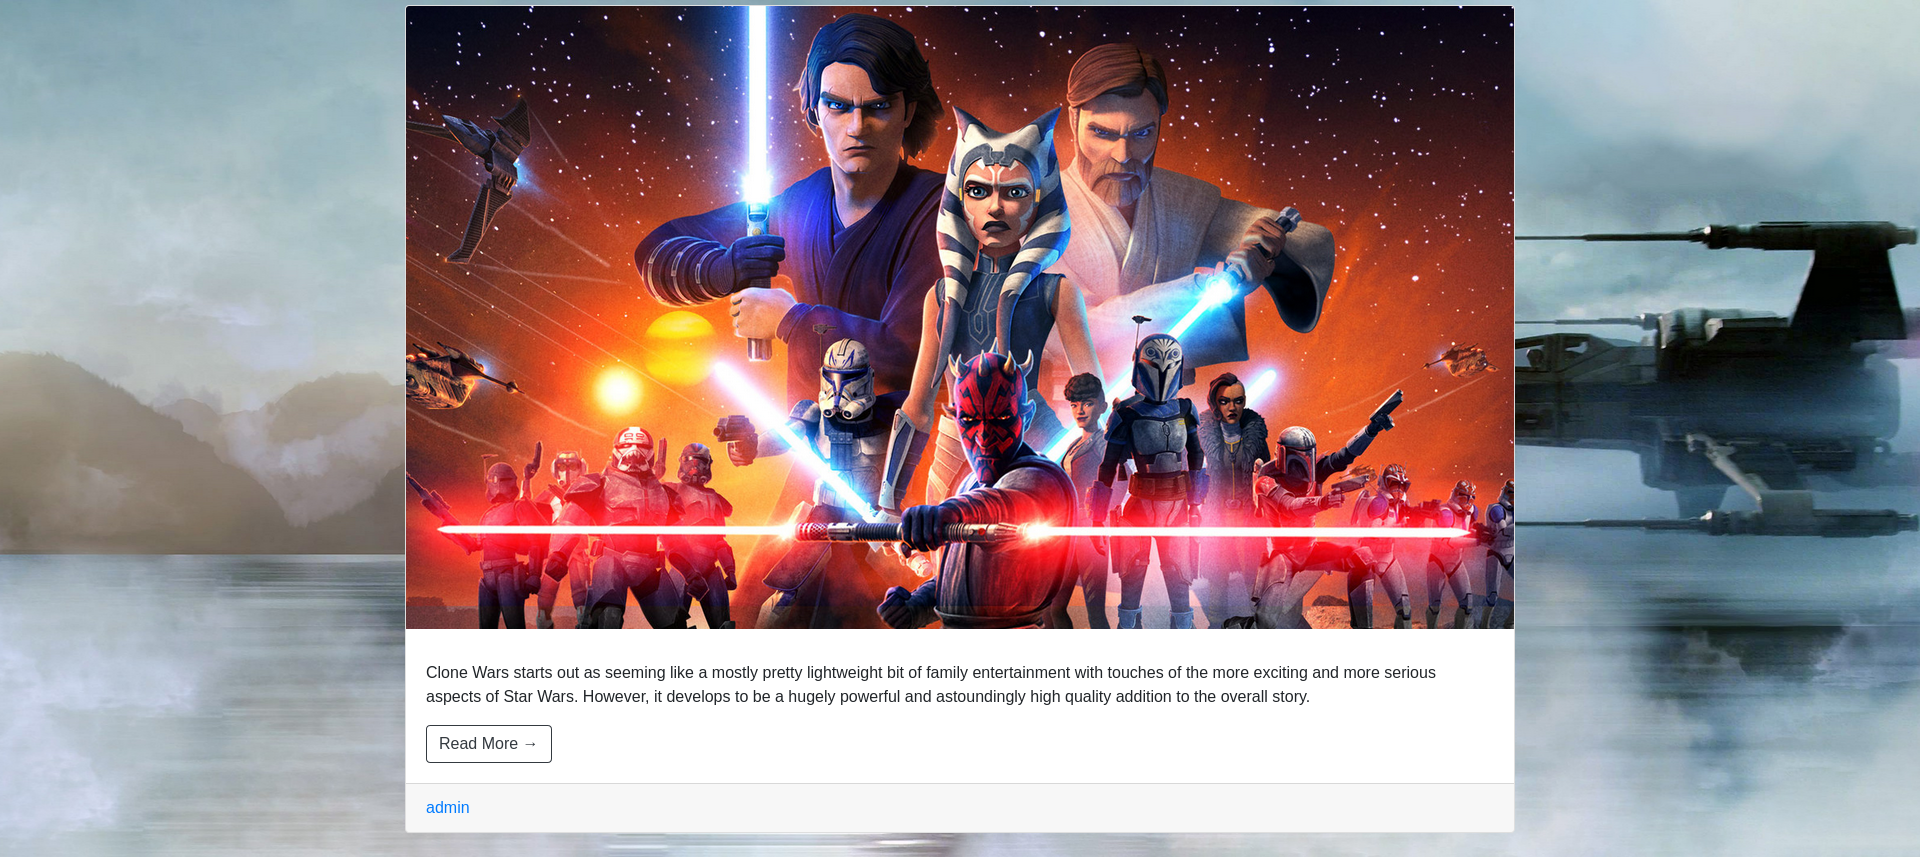 Clone Wars starts out as seeming like a mostly pretty lightweight bit of family entertainment with touches of the more exciting and more serious
aspects of Star Wars. However, it develops to be a hugely powerful and astoundingly high quality addition to the overall story.
Read More →
admin